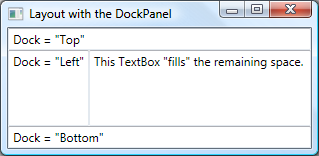 Layout with the DockPanel
Dock = "Top"
Dock = "Left"
This TextBox "fills" the remaining space.
Dock = "Bottom"